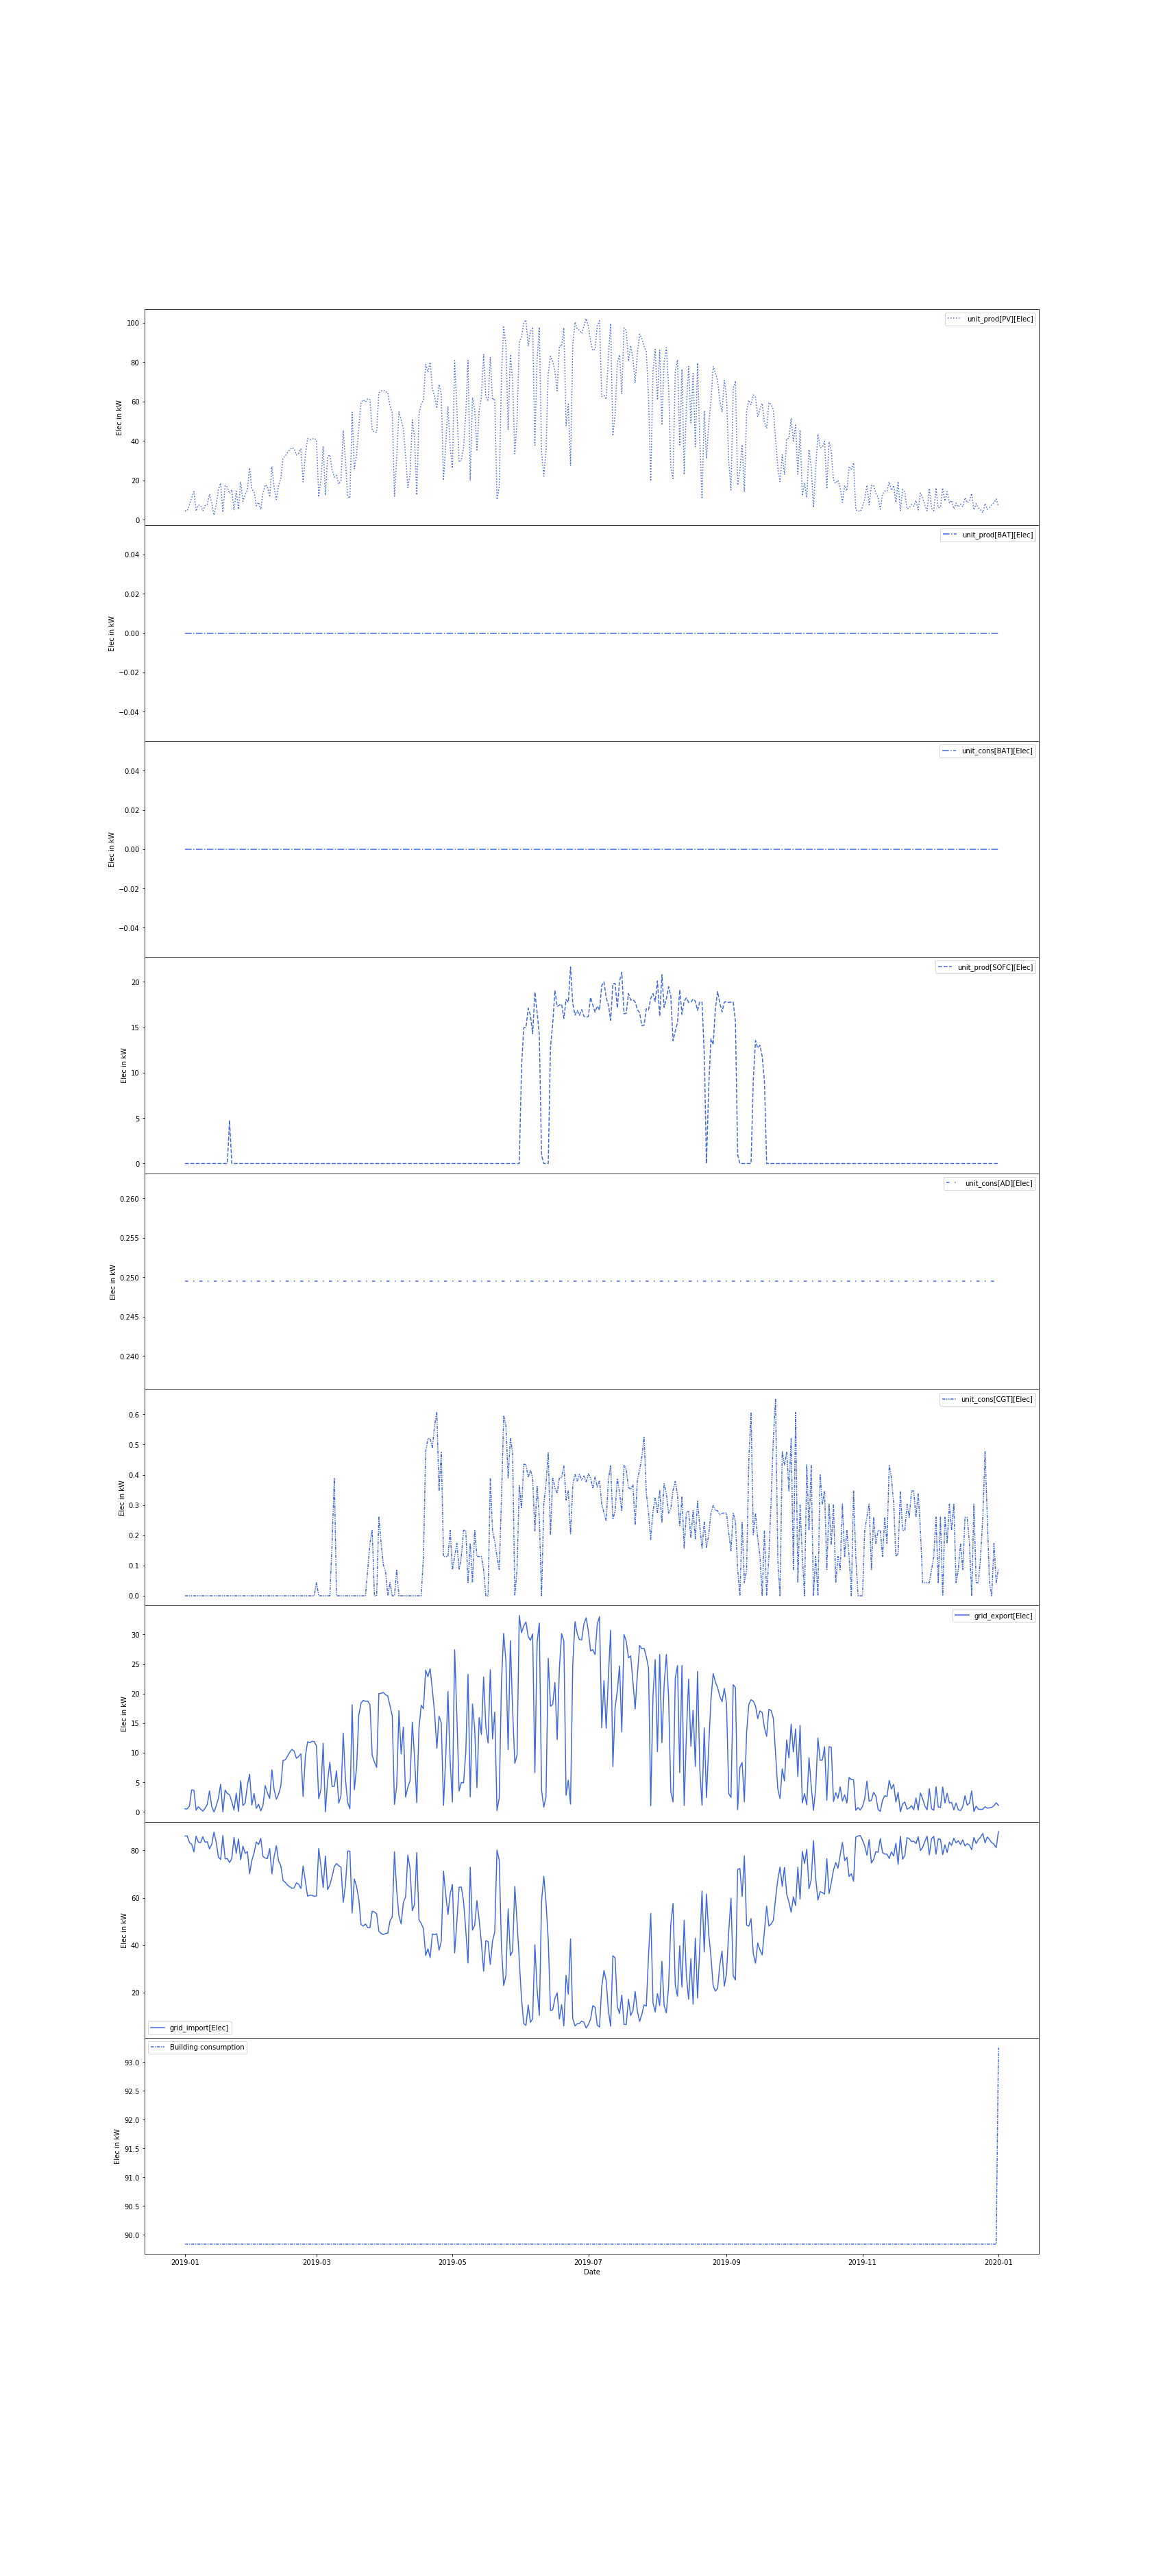 unit_prod[PV][Elec]
100
80
60
40
20
0
Elec in kW
unit_prod[BAT][Elec]
0.04
0.02
0.00
−0.02
−0.04
Elec in kW
unit_cons[BAT][Elec]
0.04
0.02
0.00
−0.02
−0.04
Elec in kW
unit_prod[SOFC][Elec]
20
15
10
5
0
Elec in kW
unit_cons[AD][Elec]
0.260
0.255
0.250
0.245
0.240
Elec in kW
unit_cons[CGT][Elec]
0.6
0.5
0.4
0.3
0.2
0.1
0.0
Elec in kW
grid_export[Elec]
30
25
20
15
10
5
0
Elec in kW
80
60
40
20
Elec in kW
grid_import[Elec]
Building consumption
93.0
92.5
92.0
91.5
91.0
90.5
90.0
Elec in kW
2019-01 2019-03 2019-05 2019-07 2019-09 2019-11 2020-01
Date